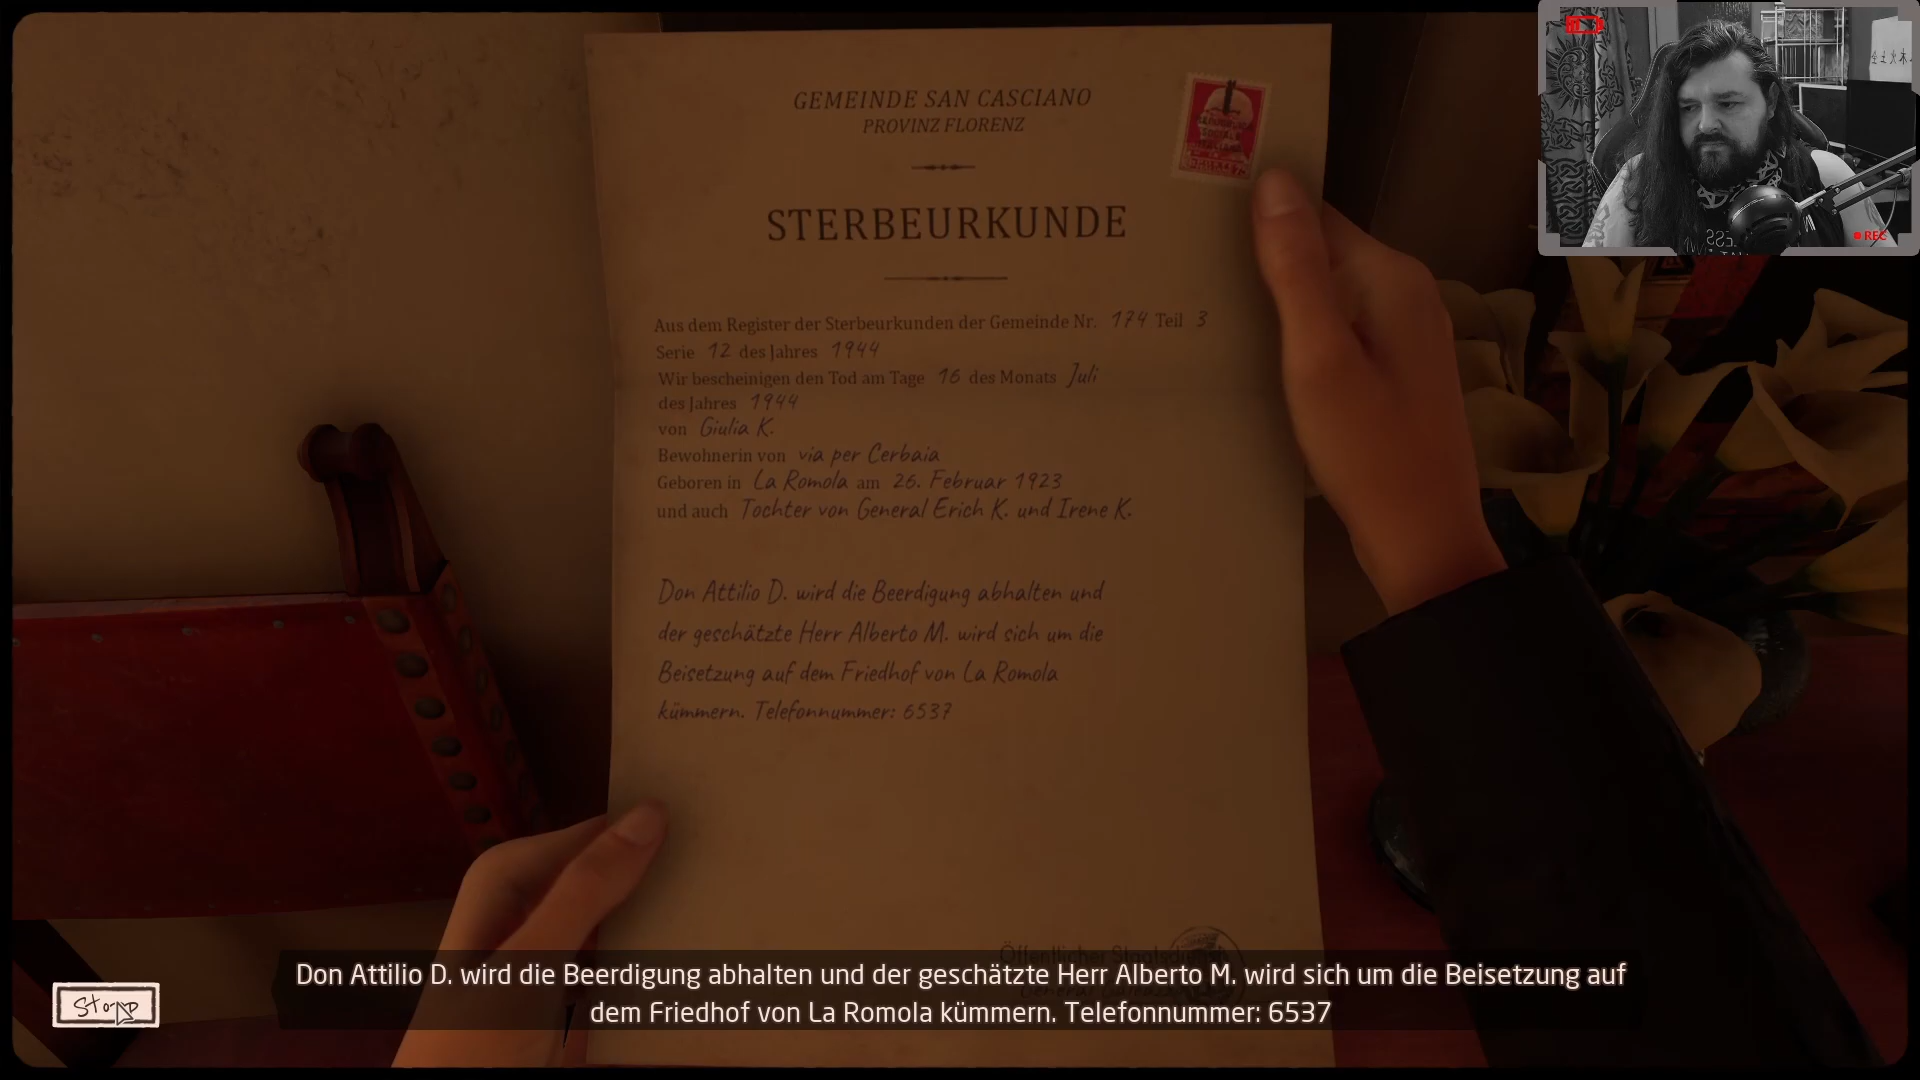 GEMEINDE SAN CASCIANO
PROVINZ FLORENZ
STERBEURKUNDE
Aus dem Register der Sterbeurkunden der Gemeinde Nr. 174 Teil 3
Serie 12 des Jahres 1944
Wir bescheinigen den Tod am Tage 16 des Monats Juli
des Jahres 1944
von Giulia K.
Bewohnerin von via per Cerbaia
Geboren in La Romola am 26. Februar 1923
und auch Tochter von General Erich K. und Irene K.
Don Attilio D. wird die Beerdigung abhalten und
der geschätzte Herr Alberto M. wird sich um die
Beisetzung auf dem Friedhof von La Romola
kümmern. Telefonnummer: 6537
Öffentlicher
Don Attilio D. wird die Beerdigung abhalten und der geschätzte Herr Alberto M. wird sich um die Beisetzung auf
dem Friedhof von La Romola kümmern. Telefonnummer: 6537
REC